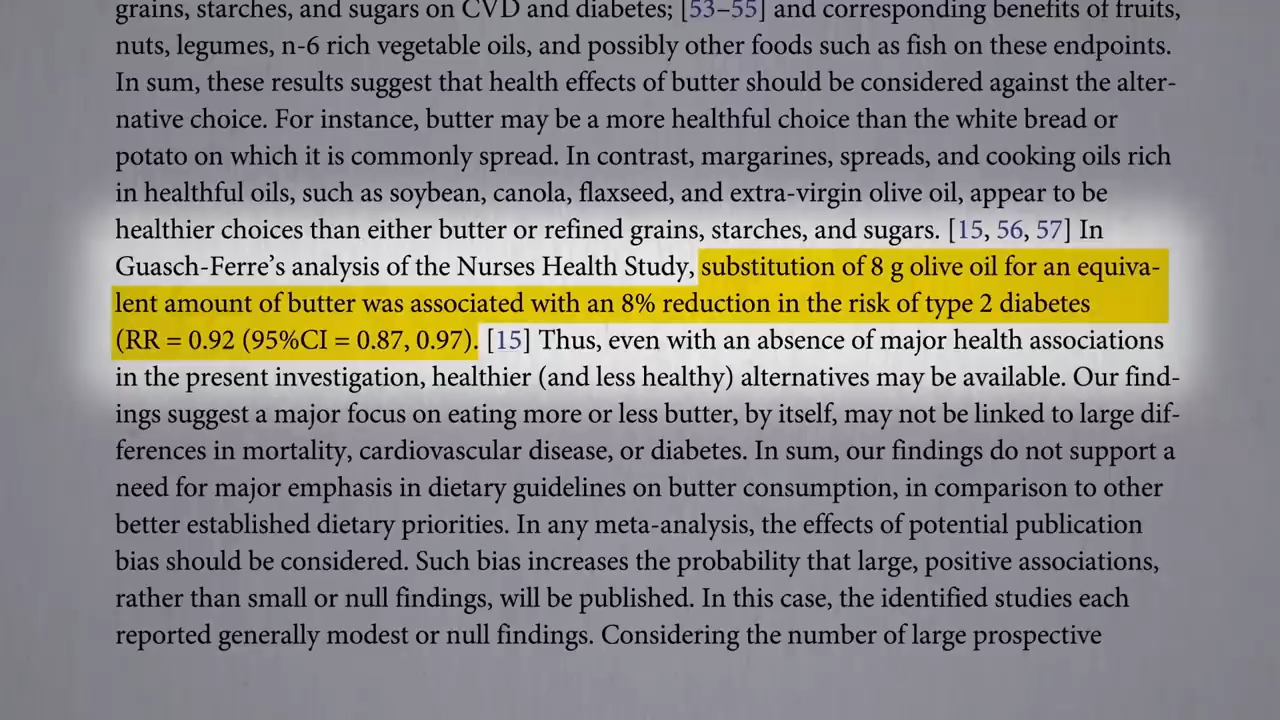 grains, starches, and sugars on CVD and diabetes; [53–55] and corresponding benefits of fruits,
nuts, legumes, n-6 rich vegetable oils, and possibly other foods such as fish on these endpoints.
In sum, these results suggest that health effects of butter should be considered against the alter-
native choice. For instance, butter may be a more healthful choice than the white bread or
potato on which it is commonly spread. In contrast, margarines, spreads, and cooking oils rich
in healthful oils, such as soybean, canola, flaxseed, and extra-virgin olive oil, appear to be
healthier choices than either butter or refined grains, starches, and sugars. [15, 56, 57] In
Guasch-Ferre’s analysis of the Nurses Health Study, substitution of 8 g olive oil for an equiva-
lent amount of butter was associated with an 8% reduction in the risk of type 2 diabetes
(RR = 0.92 (95%CI = 0.87, 0.97). [15] Thus, even with an absence of major health associations
in the present investigation, healthier (and less healthy) alternatives may be available. Our find-
ings suggest a major focus on eating more or less butter, by itself, may not be linked to large dif-
ferences in mortality, cardiovascular disease, or diabetes. In sum, our findings do not support a
need for major emphasis in dietary guidelines on butter consumption, in comparison to other
better established dietary priorities. In any meta-analysis, the effects of potential publication
bias should be considered. Such bias increases the probability that large, positive associations,
rather than small or null findings, will be published. In this case, the identified studies each
reported generally modest or null findings. Considering the number of large prospective